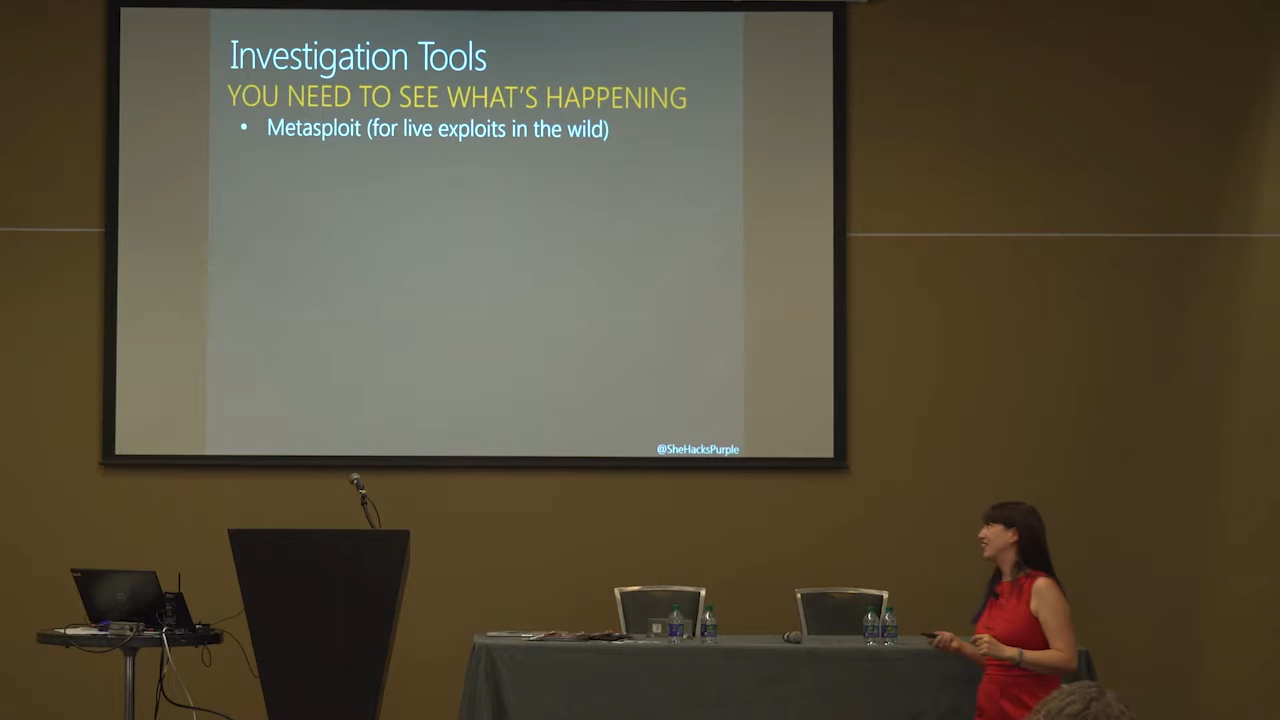 Investigation Tools
YOU NEED TO SEE WHAT'S HAPPENING
• Metasploit (for live exploits in the wild)
@SheHacksPurple